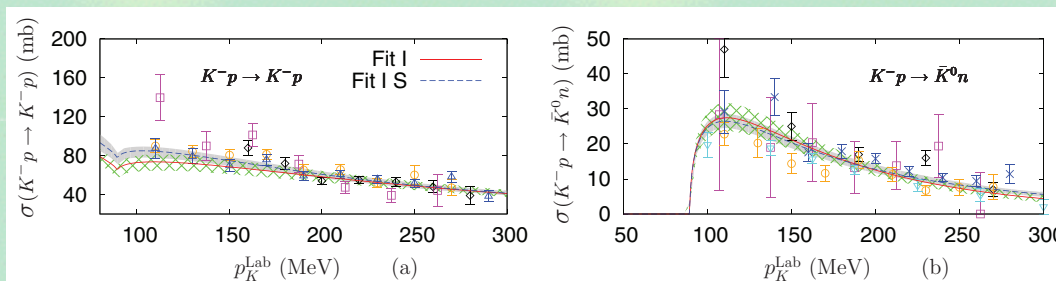 200
160
120
80
40
σ(K⁻p → K⁻p) (mb)
K⁻p → K⁻p
Fit I
Fit I S
100 150 200 250 300
p_K^Lab (MeV) (a)
50
40
30
20
10
0
σ(K⁻p → K̄⁰n) (mb)
K⁻p → K̄⁰n
50 100 150 200 250 300
p_K^Lab (MeV) (b)